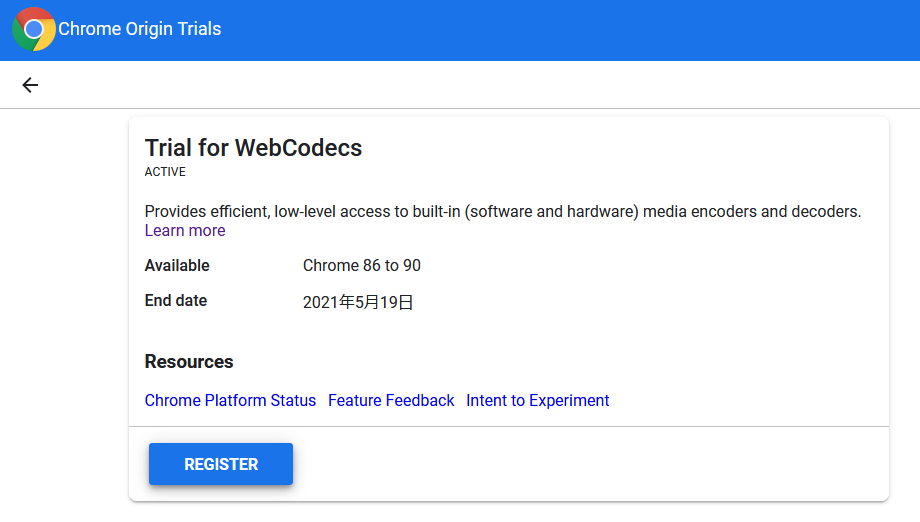 Chrome Origin Trials
Trial for WebCodecs
ACTIVE
Provides efficient, low-level access to built-in (software and hardware) media encoders and decoders.
Learn more
Available Chrome 86 to 90
End date 2021年5月19日
Resources
Chrome Platform Status Feature Feedback Intent to Experiment
REGISTER